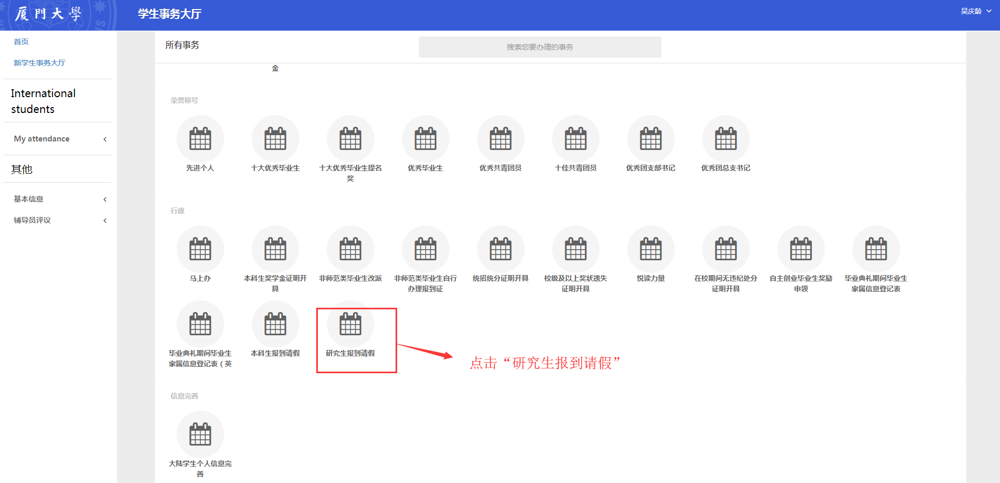 厦門大學
学生事务大厅
吴庆龄
首页
新学生事务大厅
International
students
My attendance
其他
基本信息
辅导员评议
所有事务
搜索您要办理的事务
金
荣誉称号
先进个人
十大优秀毕业生
十大优秀毕业生提名
奖
优秀毕业生
优秀共青团员
十佳共青团员
优秀团支部书记
优秀团总支书记
行政
马上办
本科生奖学金证明开
具
非师范类毕业生改派
非师范类毕业生自行
办理报到证
统招统分证明开具
校级及以上奖状遗失
证明开具
悦读力量
在校期间无违纪处分
证明开具
自主创业毕业生奖励
申领
毕业典礼期间毕业生
家属信息登记表
毕业典礼期间毕业生
家属信息登记表（英
本科生报到请假
研究生报到请假
点击“研究生报到请假”
信息完善
大陆学生个人信息完
善